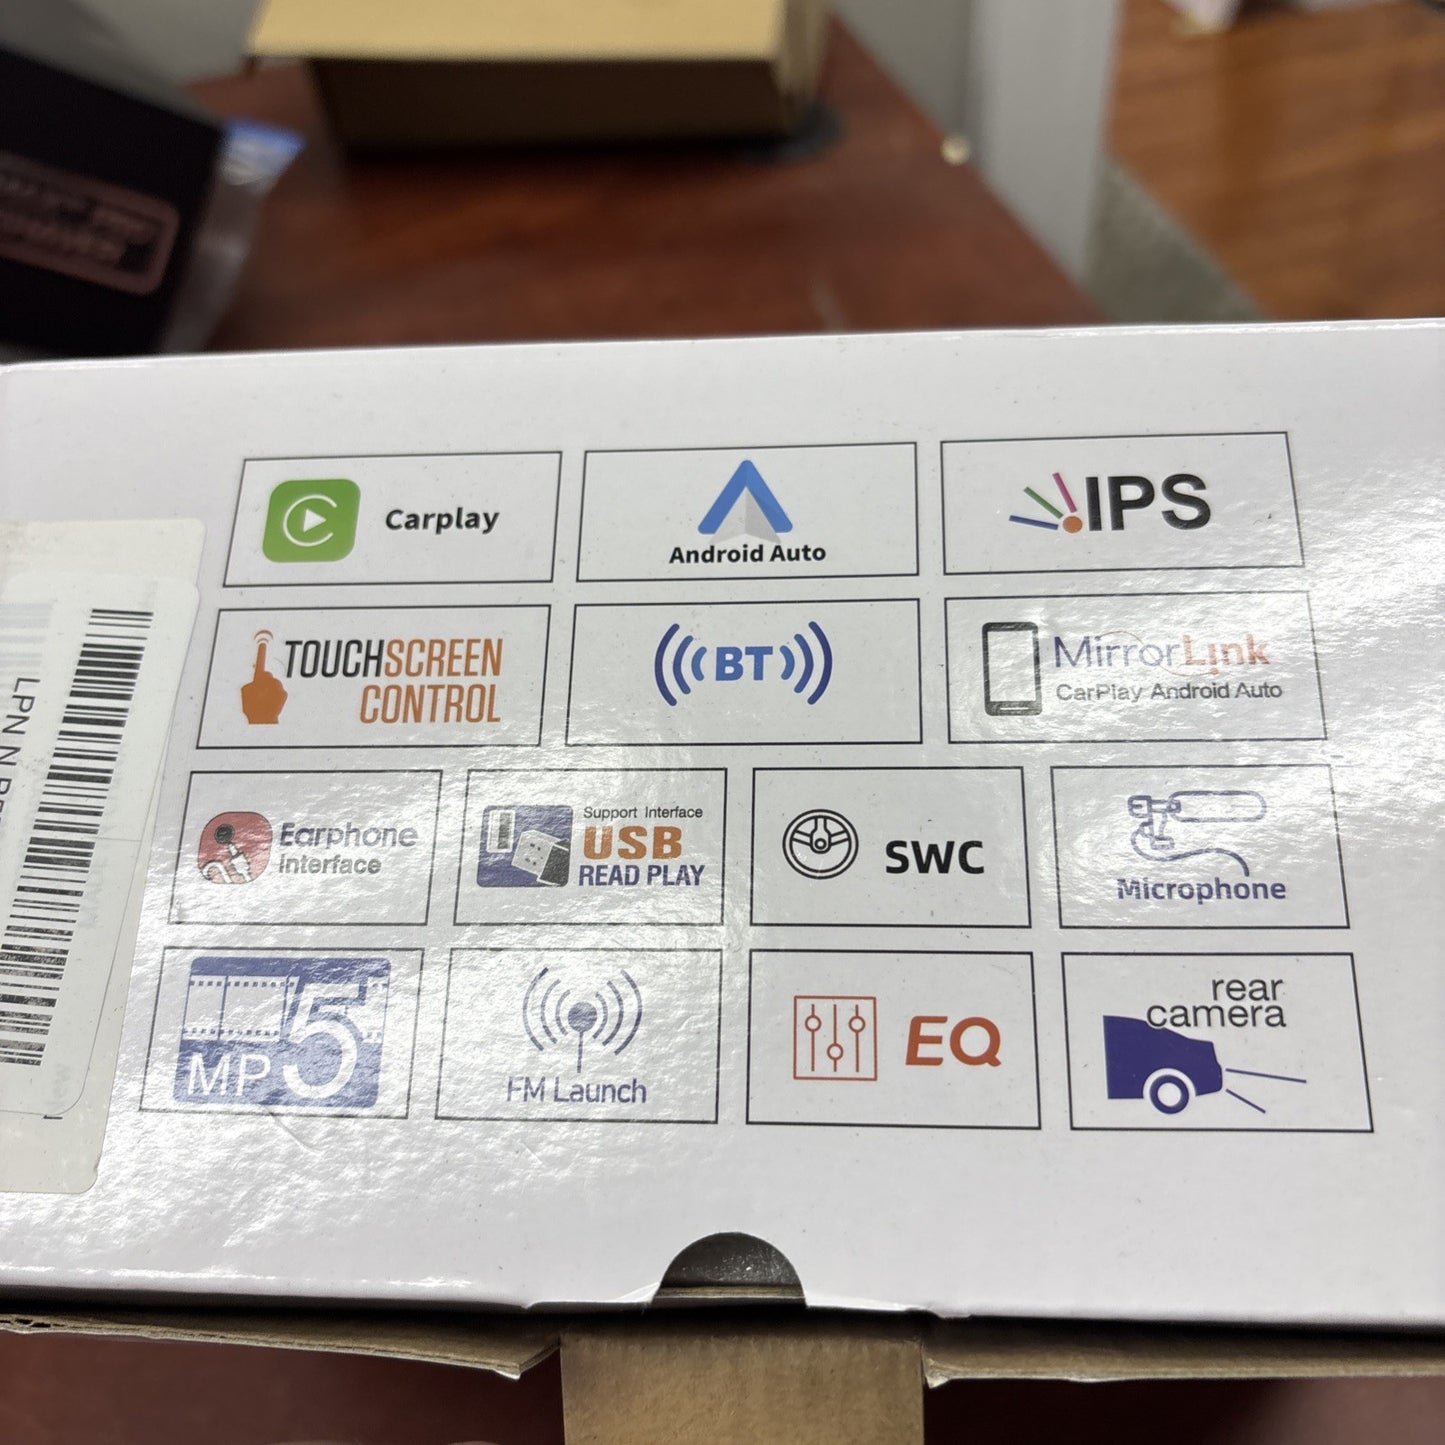 Carplay
Android Auto
IPS
TOUCHSCREEN
CONTROL
BT
MirrorLink
CarPlay Android Auto
Earphone
interface
Support Interface
USB
READ PLAY
SWC
Microphone
MP5
FM Launch
EQ
rear
camera
LPN